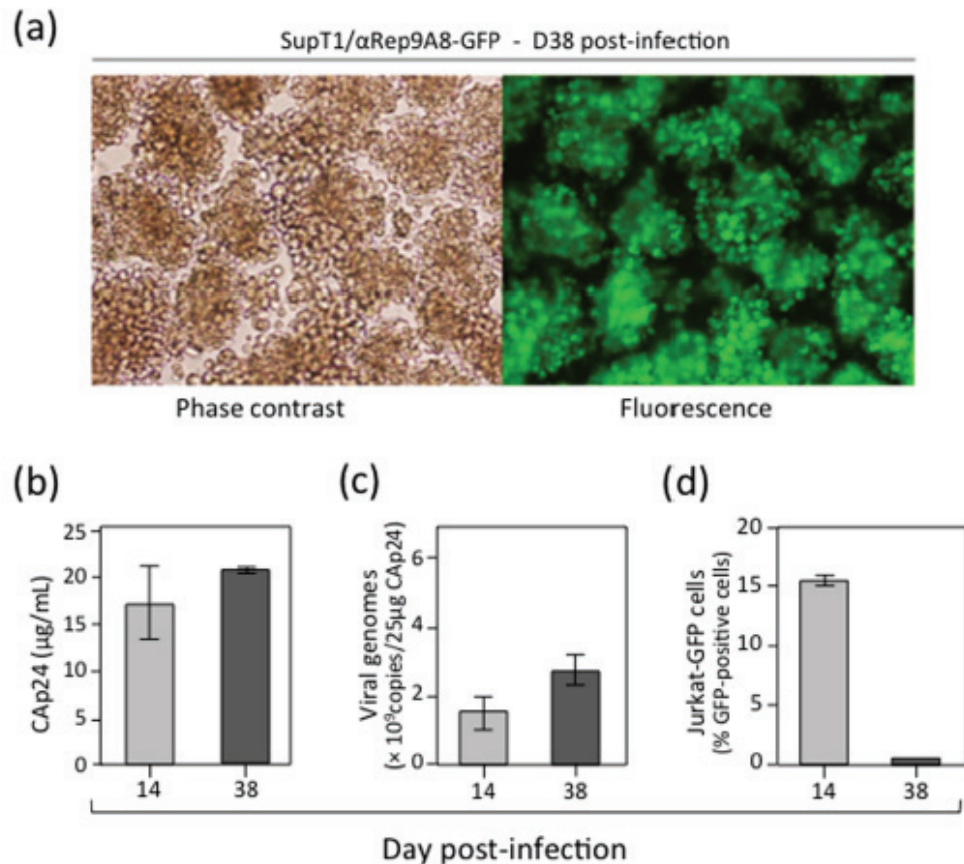 (a)
SupT1/αRep9A8-GFP - D38 post-infection
Phase contrast
Fluorescence
(b)
CAp24 (µg/mL)
25
20
15
10
5
0
14
38
(c)
Viral genomes
(× 10⁹copies/25µg CAp24)
6
4
2
0
14
38
(d)
Jurkat-GFP cells
(% GFP-positive cells)
20
15
10
5
0
14
38
Day post-infection